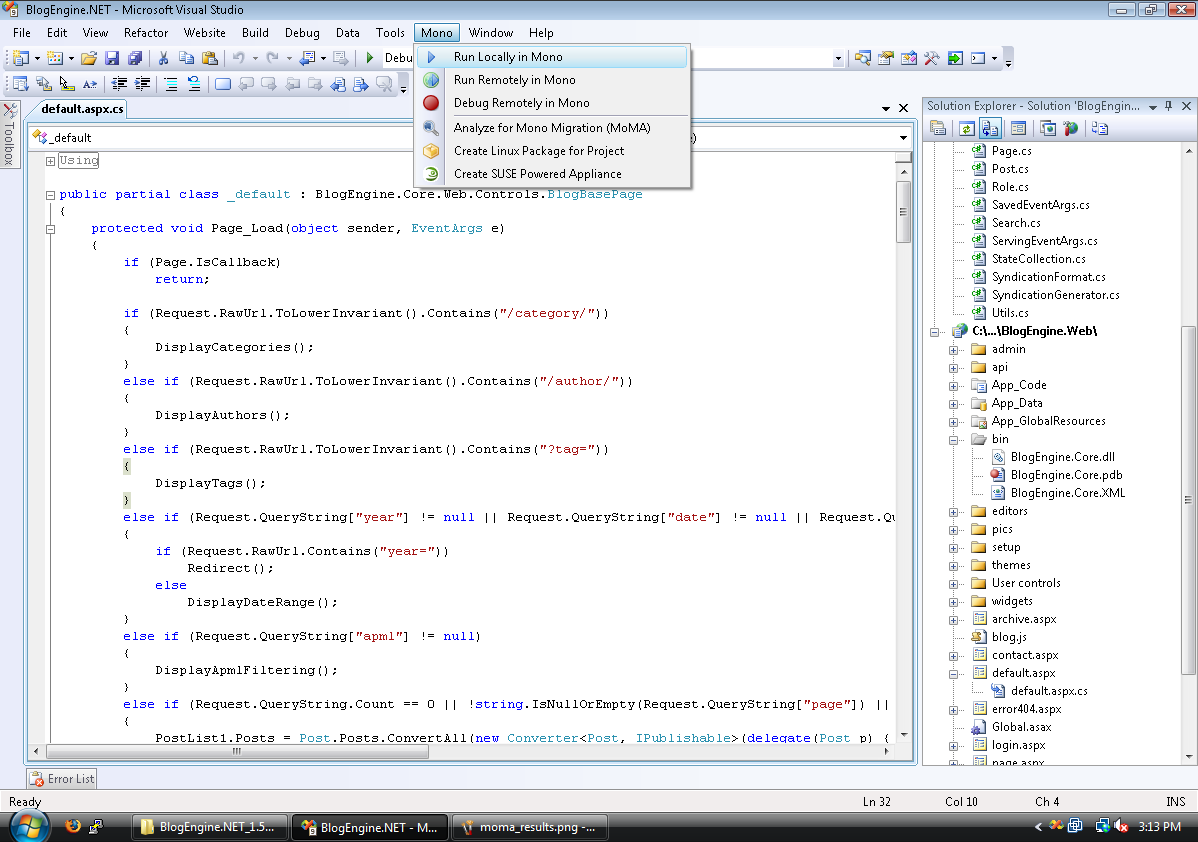 BlogEngine.NET - Microsoft Visual Studio
File Edit View Refactor Website Build Debug Data Tools Mono Window Help
Debu
Run Locally in Mono
Run Remotely in Mono
Debug Remotely in Mono
Analyze for Mono Migration (MoMA)
Create Linux Package for Project
Create SUSE Powered Appliance
Toolbox
default.aspx.cs
_default
Using
public partial class _default : BlogEngine.Core.Web.Controls.BlogBasePage
{
protected void Page_Load(object sender, EventArgs e)
{
if (Page.IsCallback)
return;
if (Request.RawUrl.ToLowerInvariant().Contains("/category/"))
{
DisplayCategories();
}
else if (Request.RawUrl.ToLowerInvariant().Contains("/author/"))
{
DisplayAuthors();
}
else if (Request.RawUrl.ToLowerInvariant().Contains("?tag="))
{
DisplayTags();
}
else if (Request.QueryString["year"] != null || Request.QueryString["date"] != null || Request.Qu
{
if (Request.RawUrl.Contains("year="))
Redirect();
else
DisplayDateRange();
}
else if (Request.QueryString["apml"] != null)
{
DisplayApmlFiltering();
}
else if (Request.QueryString.Count == 0 || !string.IsNullOrEmpty(Request.QueryString["page"]) ||
{
PostList1.Posts = Post.Posts.ConvertAll(new Converter<Post, IPublishable>(delegate(Post p) {
Solution Explorer - Solution 'BlogEngin...
Page.cs
Post.cs
Role.cs
SavedEventArgs.cs
Search.cs
ServingEventArgs.cs
StateCollection.cs
SyndicationFormat.cs
SyndicationGenerator.cs
Utils.cs
C:\...\BlogEngine.Web\
admin
api
App_Code
App_Data
App_GlobalResources
bin
BlogEngine.Core.dll
BlogEngine.Core.pdb
BlogEngine.Core.XML
editors
pics
setup
themes
User controls
widgets
archive.aspx
blog.js
contact.aspx
default.aspx
default.aspx.cs
error404.aspx
Global.asax
login.aspx
page.aspx
Error List
Ready Ln 32 Col 10 Ch 4 INS
BlogEngine.NET_1.5... BlogEngine.NET - M... moma_results.png -... 3:13 PM